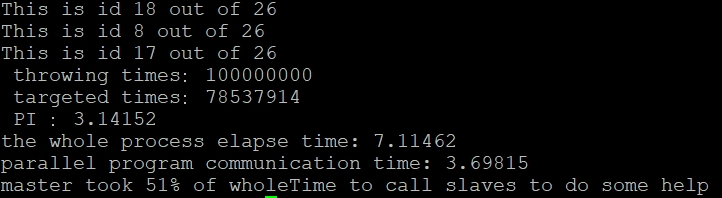 This is id 18 out of 26
This is id 8 out of 26
This is id 17 out of 26
throwing times: 100000000
targeted times: 78537914
PI : 3.14152
the whole process elapse time: 7.11462
parallel program communication time: 3.69815
master took 51% of wholeTime to call slaves to do some help